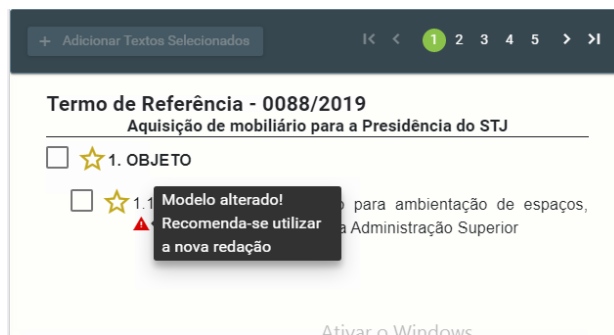 + Adicionar Textos Selecionados
|< < 1 2 3 4 5 > >|
Termo de Referência - 0088/2019
Aquisição de mobiliário para a Presidência do STJ
1. OBJETO
1.1 para ambientação de espaços,
Modelo alterado!
Recomenda-se utilizar
a nova redação
a Administração Superior
Ativar o Windows